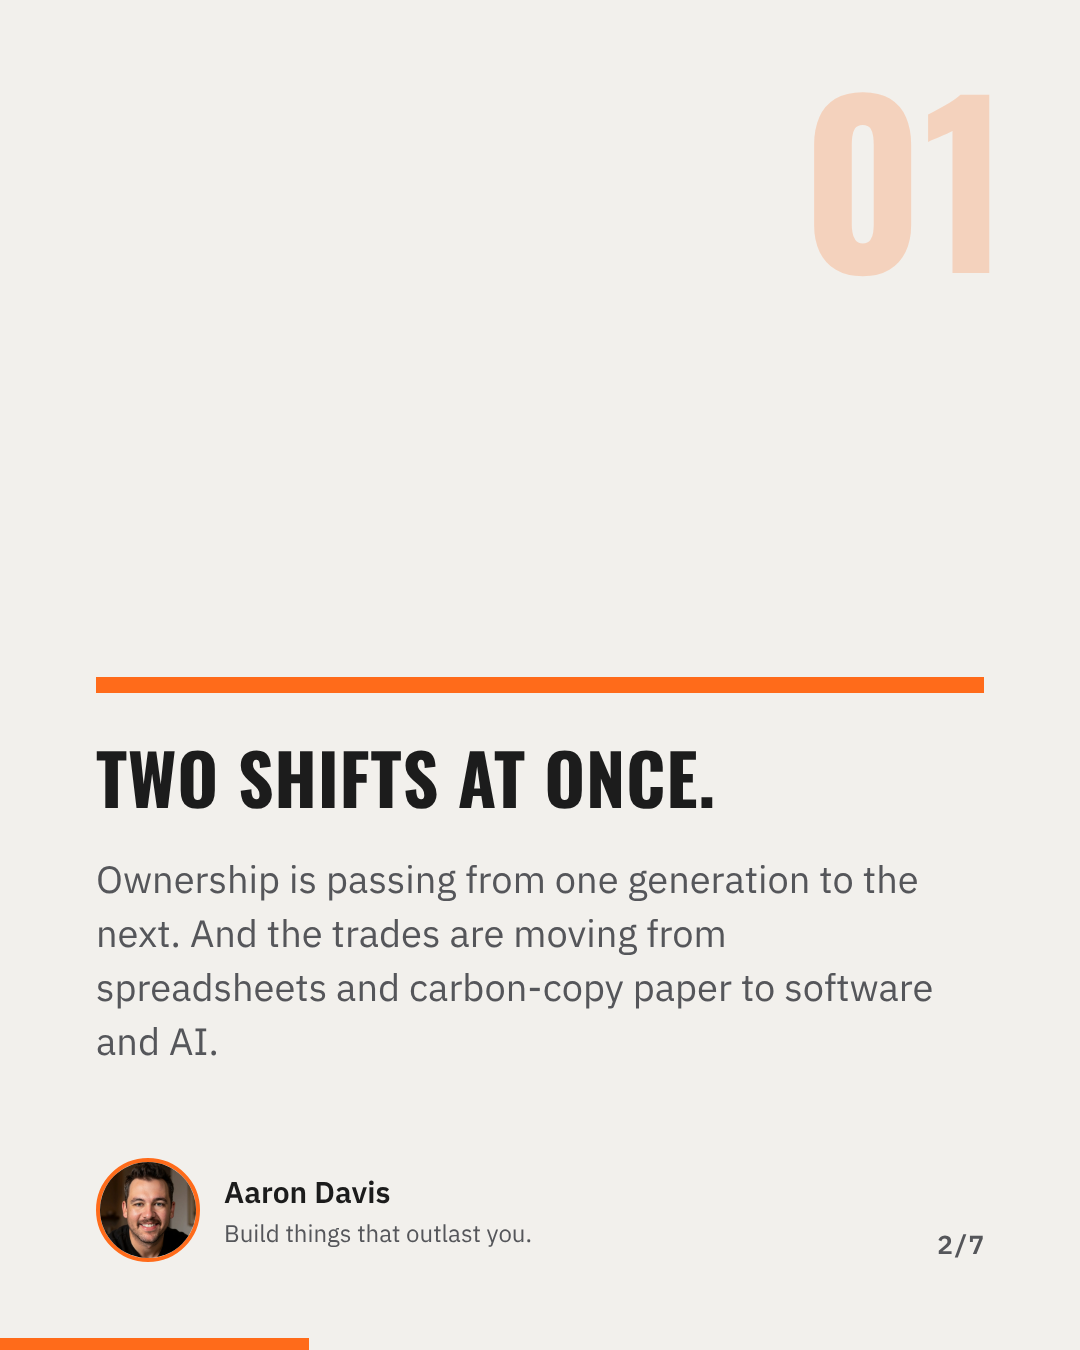 01
TWO SHIFTS AT ONCE.
Ownership is passing from one generation to the
next. And the trades are moving from
spreadsheets and carbon-copy paper to software
and AI.
Aaron Davis
Build things that outlast you.
2/7